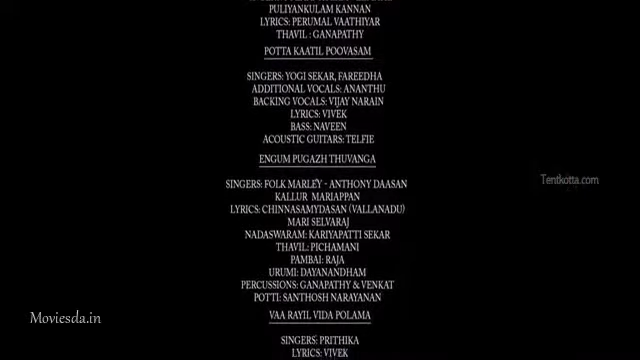 PULIYANKULAM KANNAN
LYRICS: PERUMAL VAATHIYAR
THAVIL : GANAPATHY
POTTA KAATIL POOVASAM
SINGERS: YOGI SEKAR, FAREEDHA
ADDITIONAL VOCALS: ANANTHU
BACKING VOCALS: VIJAY NARAIN
LYRICS: VIVEK
BASS: NAVEEN
ACOUSTIC GUITARS: TELFIE
ENGUM PUGAZH THUVANGA
SINGERS: FOLK MARLEY - ANTHONY DAASAN
KALLUR MARIAPPAN
LYRICS: CHINNASAMYDASAN (VALLANADU)
MARI SELVARAJ
NADASWARAM: KARIYAPATTI SEKAR
THAVIL: PICHAMANI
PAMBAI: RAJA
URUMI: DAYANANDHAM
PERCUSSIONS: GANAPATHY & VENKAT
POTTI: SANTHOSH NARAYANAN
VAA RAYIL VIDA POLAMA
SINGERS: PRITHIKA
LYRICS: VIVEK
Tentkotta.com
Moviesda.in